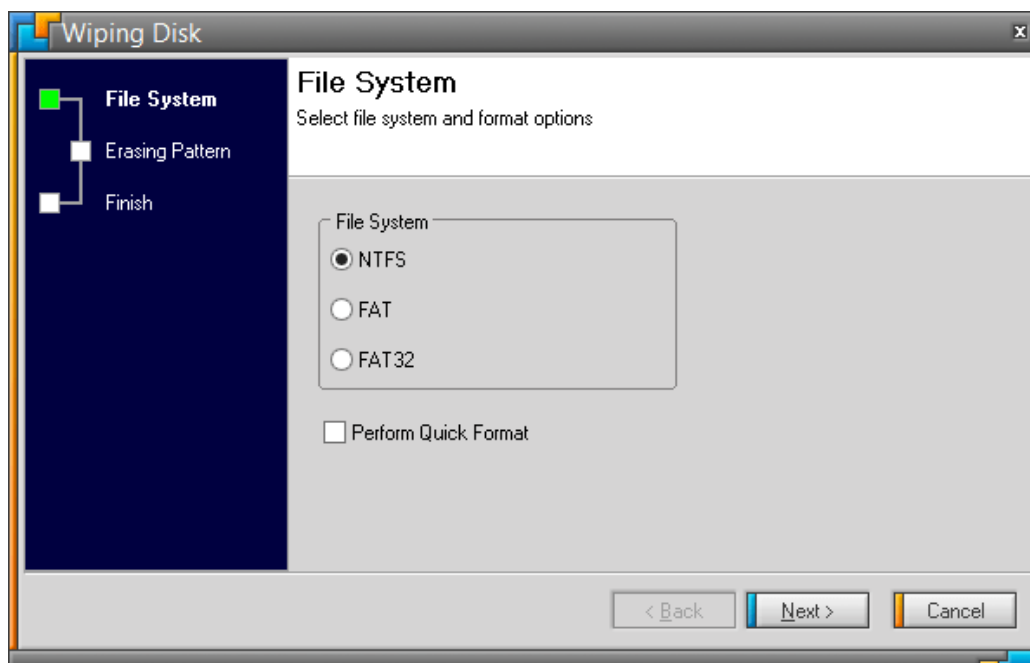 Wiping Disk
File System
Erasing Pattern
Finish
File System
Select file system and format options
File System
NTFS
FAT
FAT32
Perform Quick Format
< Back
Next >
Cancel